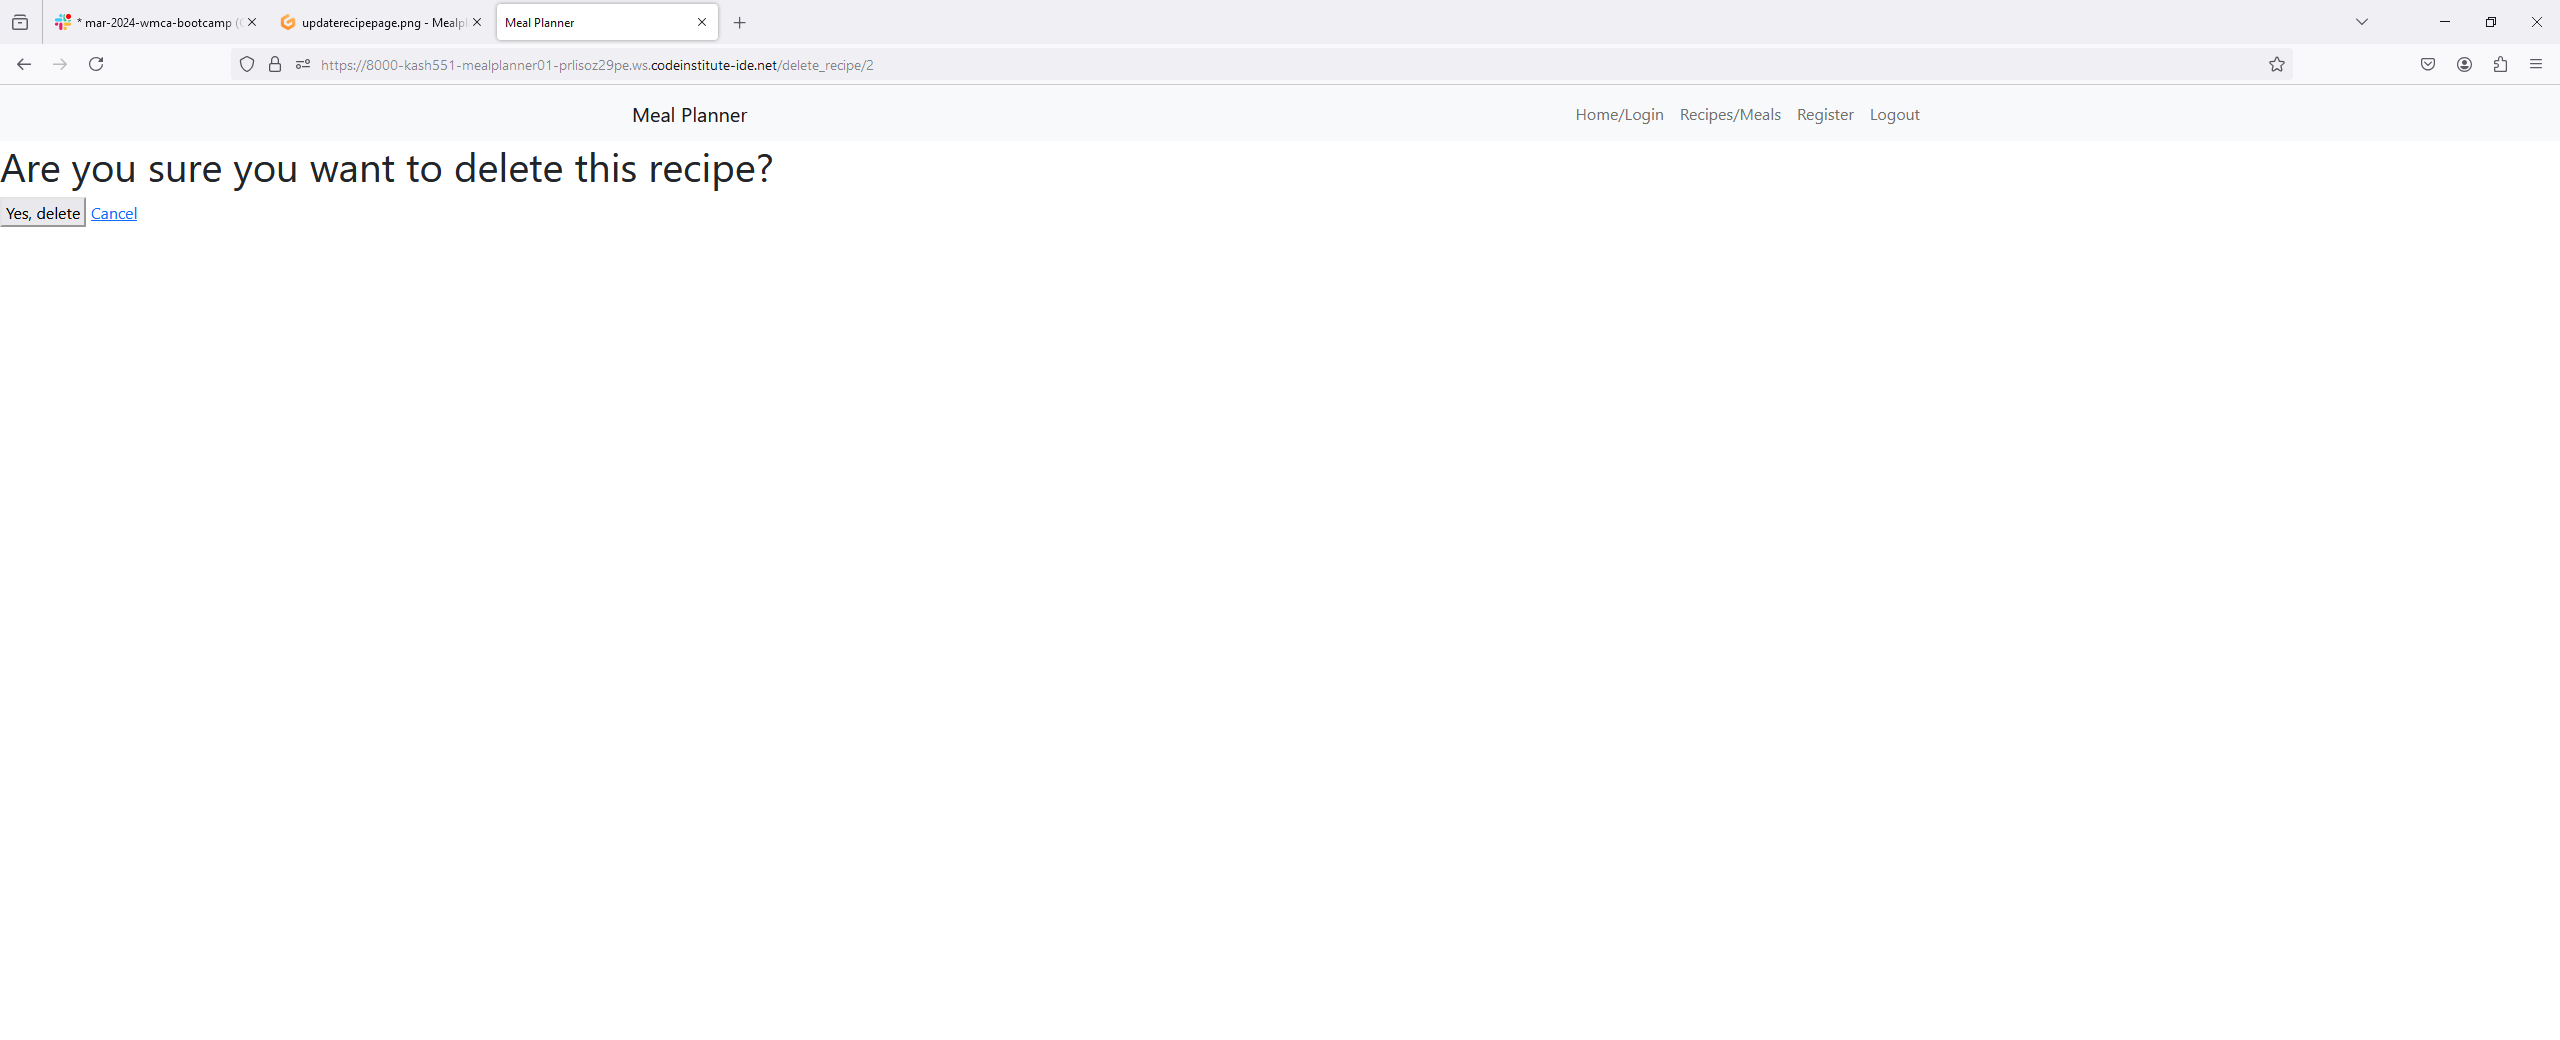 * mar-2024-wmca-bootcamp (
updaterecipepage.png - Mealpl
Meal Planner
https://8000-kash551-mealplanner01-prlisoz29pe.ws.codeinstitute-ide.net/delete_recipe/2
Meal Planner
Home/Login Recipes/Meals Register Logout
Are you sure you want to delete this recipe?
Yes, delete Cancel